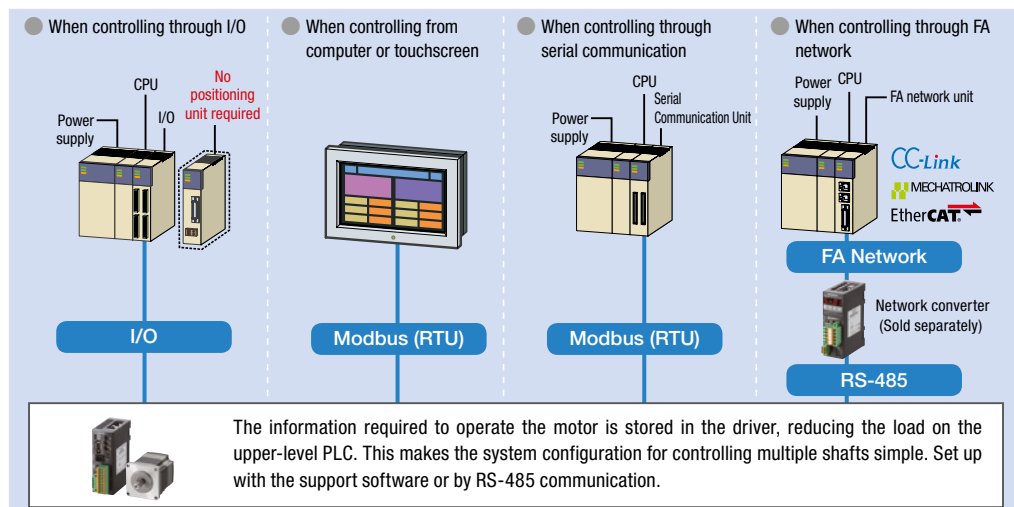 When controlling through I/O
No
positioning
unit required
CPU
I/O
Power
supply
I/O
When controlling from
computer or touchscreen
Modbus (RTU)
When controlling through
serial communication
CPU
Serial
Communication Unit
Power
supply
Modbus (RTU)
When controlling through FA
network
Power
supply
CPU
FA network unit
CC-Link
MECHATROLINK
EtherCAT®
FA Network
Network converter
(Sold separately)
RS-485
The information required to operate the motor is stored in the driver, reducing the load on the
upper-level PLC. This makes the system configuration for controlling multiple shafts simple. Set up
with the support software or by RS-485 communication.